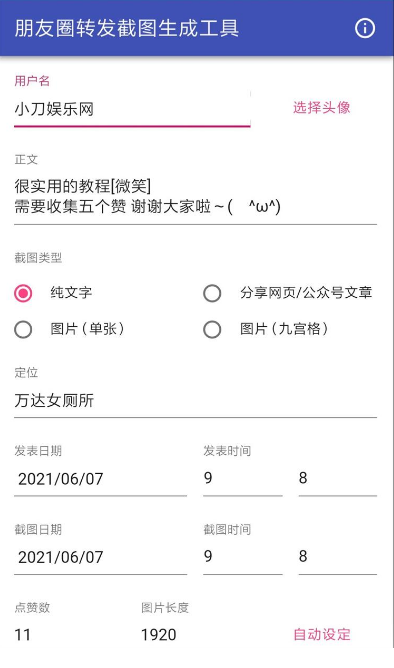 朋友圈转发截图生成工具
用户名
小刀娱乐网 选择头像
正文
很实用的教程[微笑]
需要收集五个赞 谢谢大家啦～( ^ω^)
截图类型
纯文字 分享网页/公众号文章
图片(单张) 图片(九宫格)
定位
万达女厕所
发表日期 发表时间
2021/06/07 9 8
截图日期 截图时间
2021/06/07 9 8
点赞数 图片长度
11 1920 自动设定